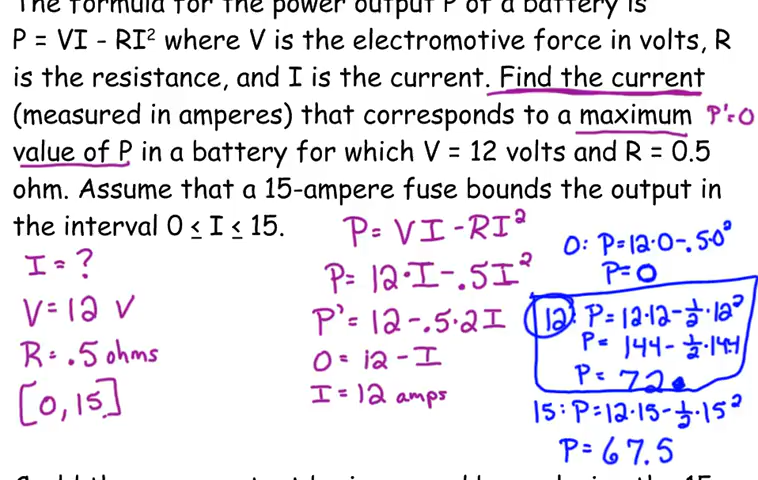 The formula for the power output P of a battery is
P = VI - RI² where V is the electromotive force in volts, R
is the resistance, and I is the current. Find the current
(measured in amperes) that corresponds to a maximum P'=0
value of P in a battery for which V = 12 volts and R = 0.5
ohm. Assume that a 15-ampere fuse bounds the output in
the interval 0 ≤ I ≤ 15.
I = ?
V = 12 V
R = .5 ohms
[0, 15]
P = VI - RI²
P = 12·I - .5I²
P' = 12 - .5·2I
0 = 12 - I
I = 12 amps
0: P = 12·0 - .5·0²
P = 0
12: P = 12·12 - ½·12²
P = 144 - ½·144
P = 72
15: P = 12·15 - ½·15²
P = 67.5